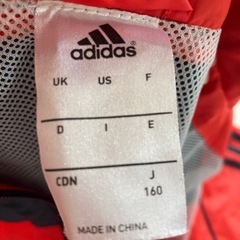 adidas
UK US F
D I E
CDN J
160
MADE IN CHINA